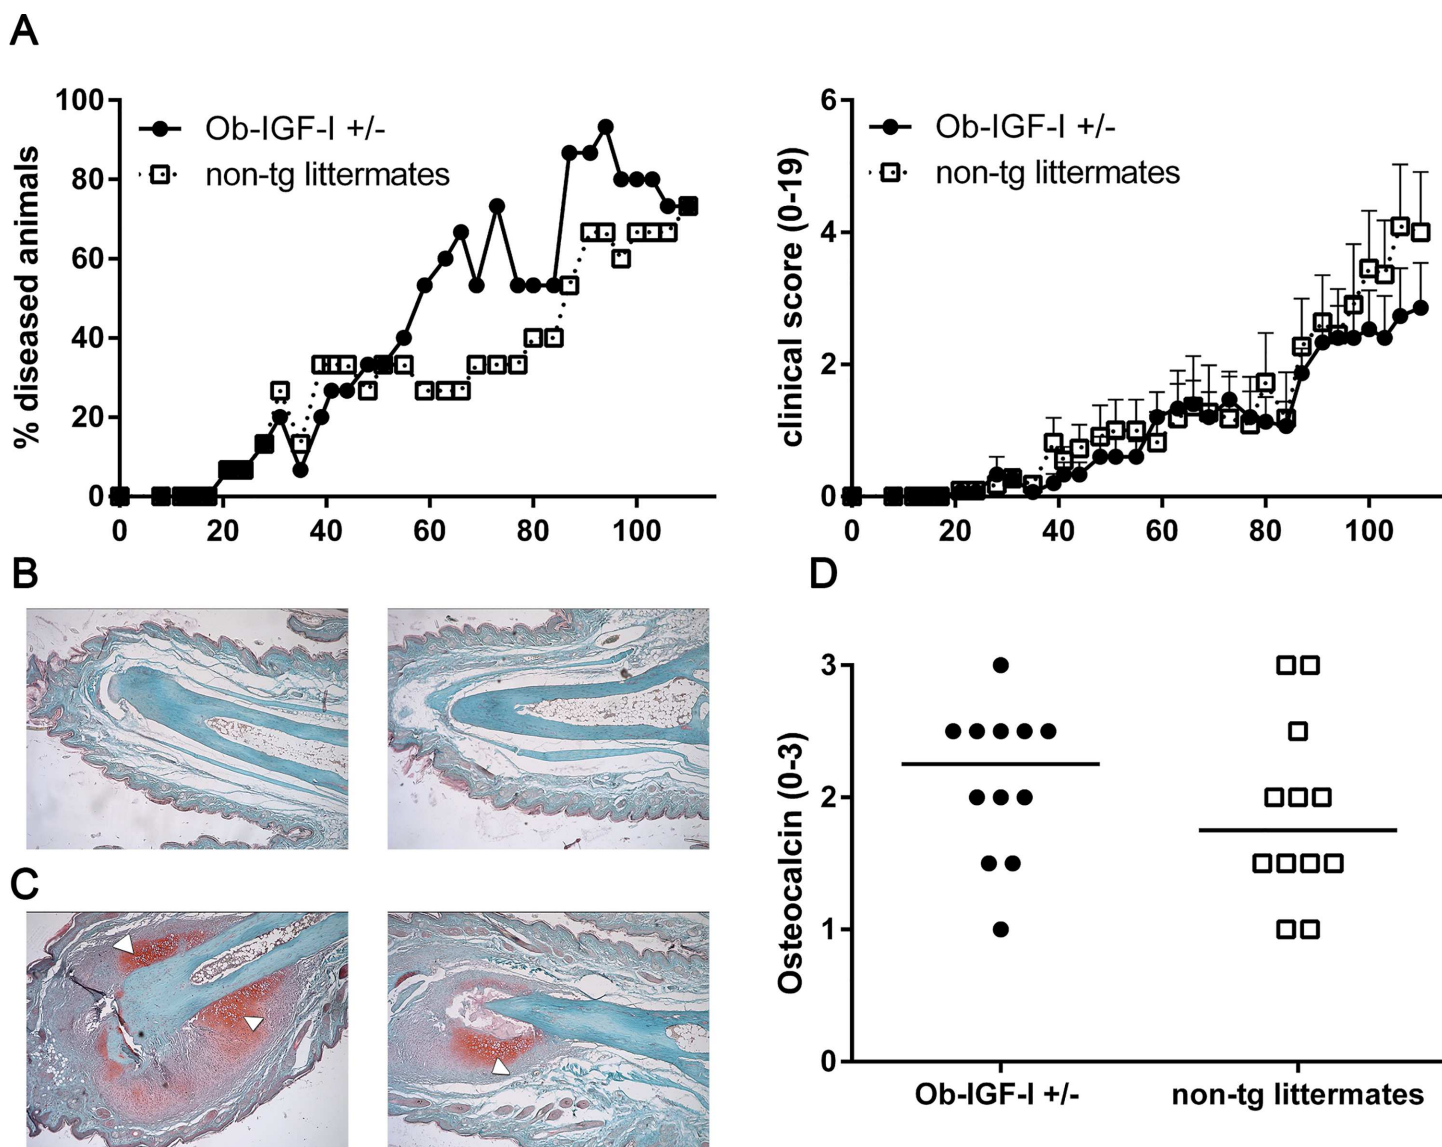 A
% diseased animals
100
80
60
40
20
0
Ob-IGF-I +/-
non-tg littermates
0 20 40 60 80 100
clinical score (0-19)
6
4
2
0
Ob-IGF-I +/-
non-tg littermates
0 20 40 60 80 100
B
C
D
Osteocalcin (0-3)
3
2
1
0
Ob-IGF-I +/- non-tg littermates